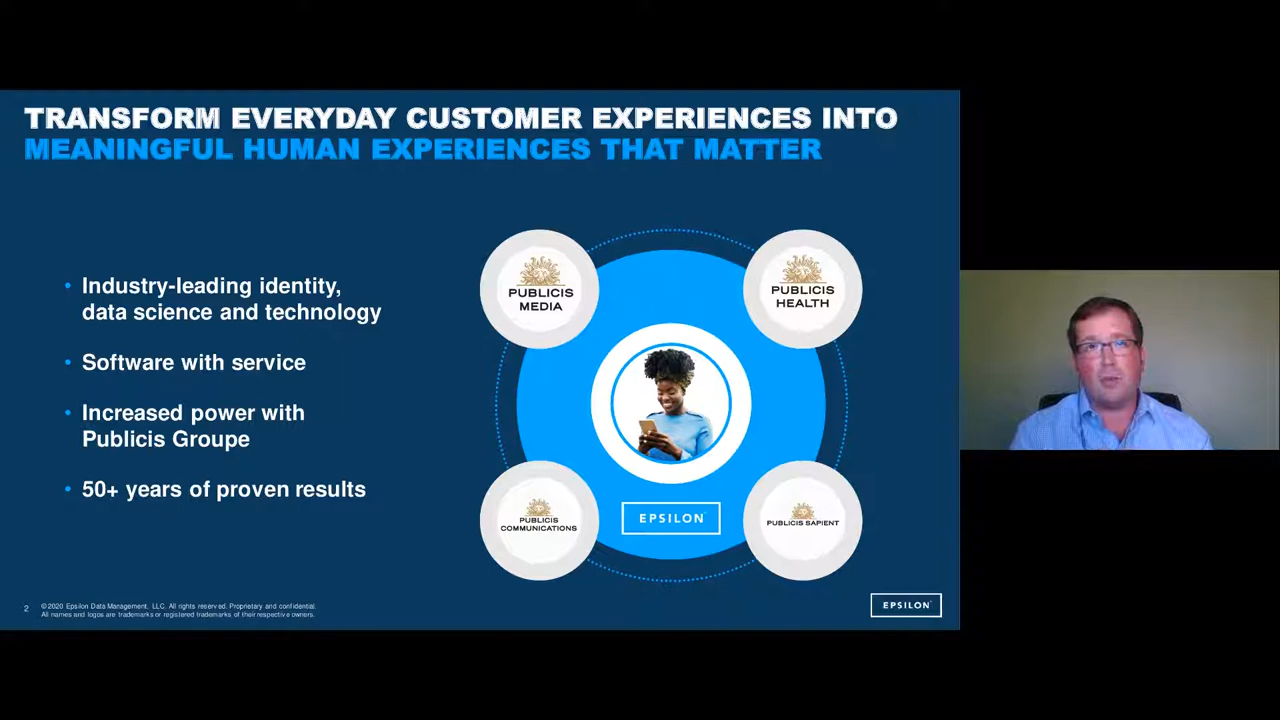 TRANSFORM EVERYDAY CUSTOMER EXPERIENCES INTO
MEANINGFUL HUMAN EXPERIENCES THAT MATTER
• Industry-leading identity,
data science and technology
• Software with service
• Increased power with
Publicis Groupe
• 50+ years of proven results
PUBLICIS
MEDIA
PUBLICIS
HEALTH
PUBLICIS
COMMUNICATIONS
EPSILON
PUBLICIS SAPIENT
2
© 2020 Epsilon Data Management, LLC. All rights reserved. Proprietary and confidential.
All names and logos are trademarks or registered trademarks of their respective owners.
EPSILON